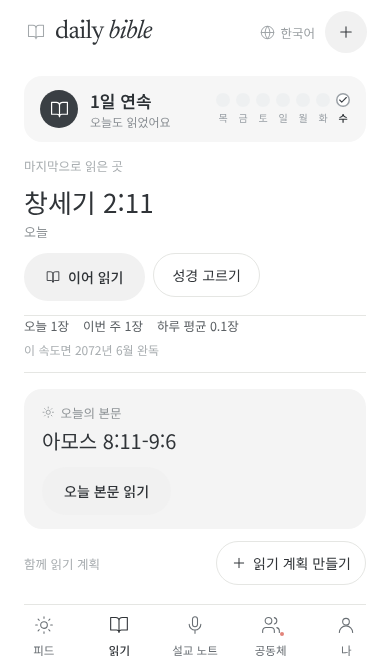 daily bible
한국어
1일 연속
오늘도 읽었어요
목 금 토 일 월 화 수
마지막으로 읽은 곳
창세기 2:11
오늘
이어 읽기
성경 고르기
오늘 1장 이번 주 1장 하루 평균 0.1장
이 속도면 2072년 6월 완독
오늘의 본문
아모스 8:11-9:6
오늘 본문 읽기
함께 읽기 계획
+ 읽기 계획 만들기
피드 읽기 설교 노트 공동체 나